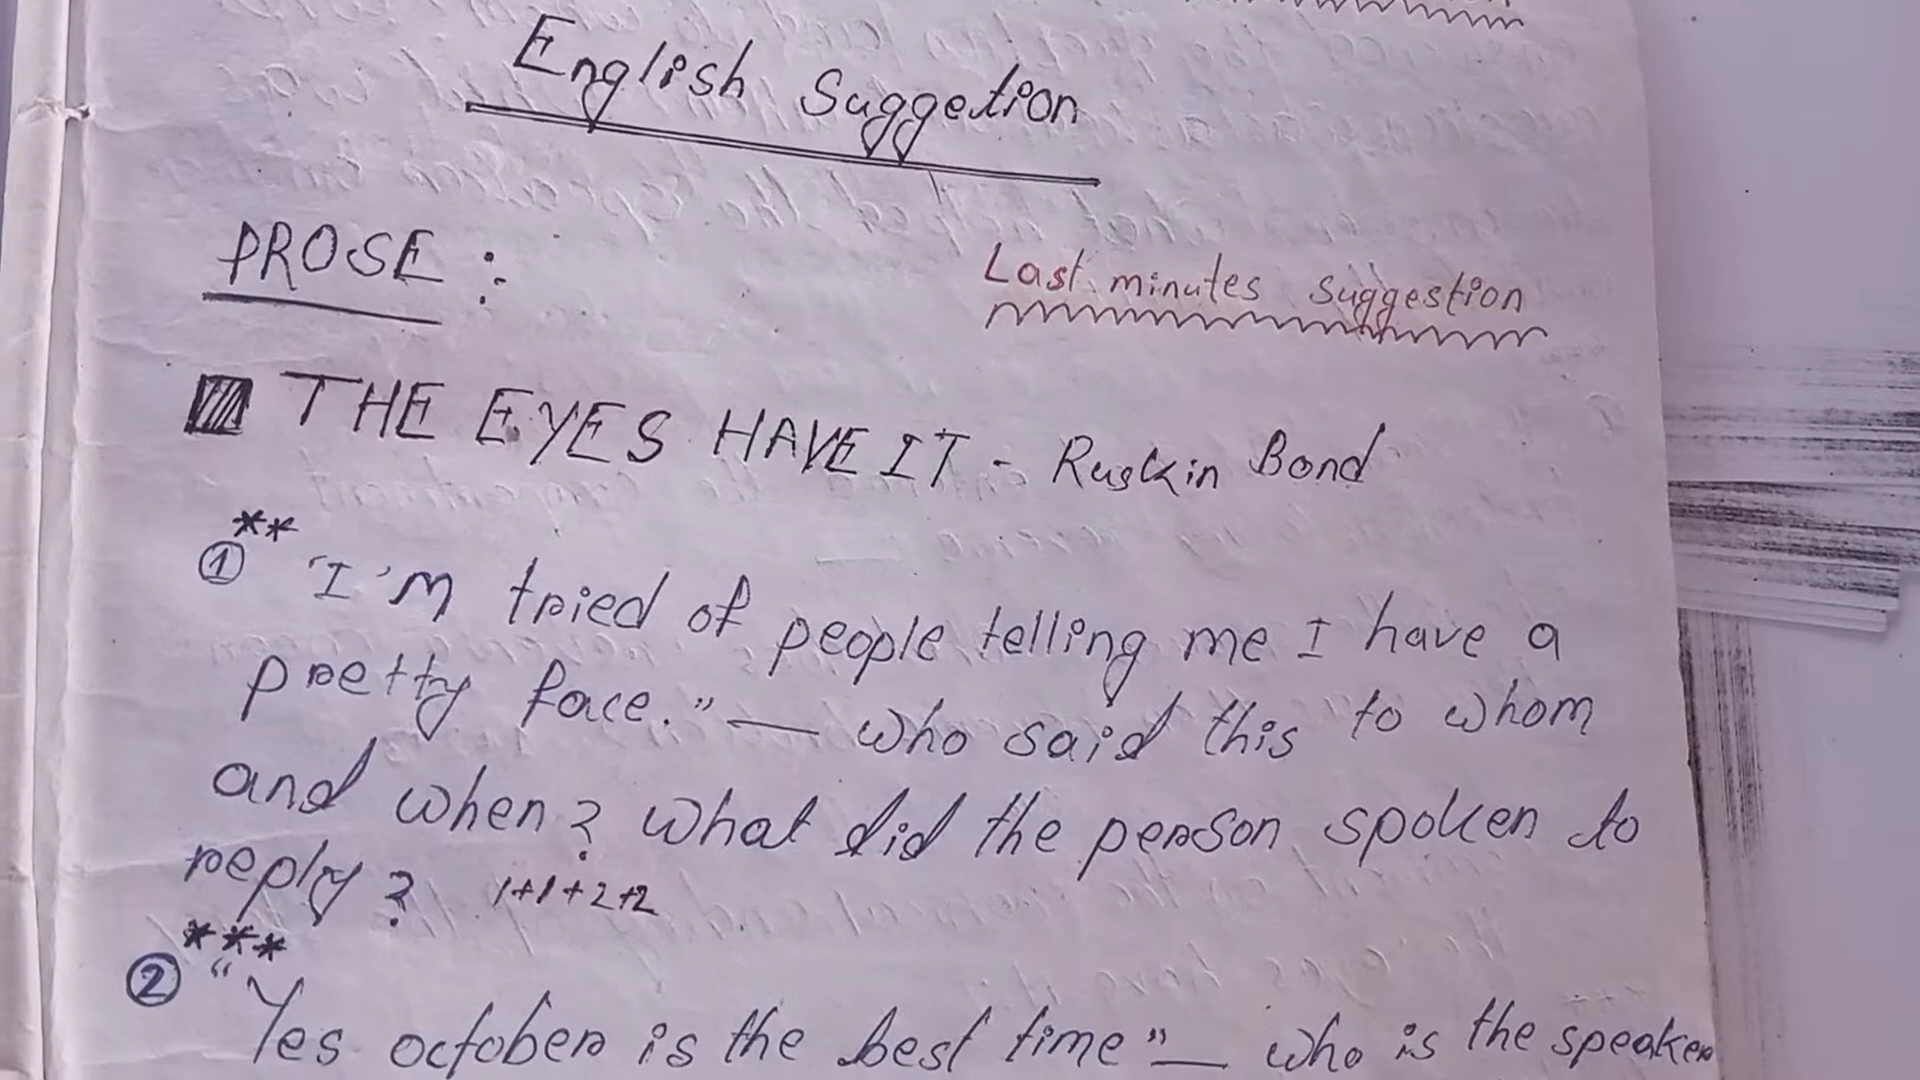 English Suggetion
PROSE :-
Last minutes suggestion
THE EYES HAVE IT - Ruskin Bond
**
① 'I'm tried of people telling me I have a
pretty face." — who said this to whom
and when? What did the person spoken to
reply? 1+1+2+2
***
② "Yes october is the best time" — who is the speaker